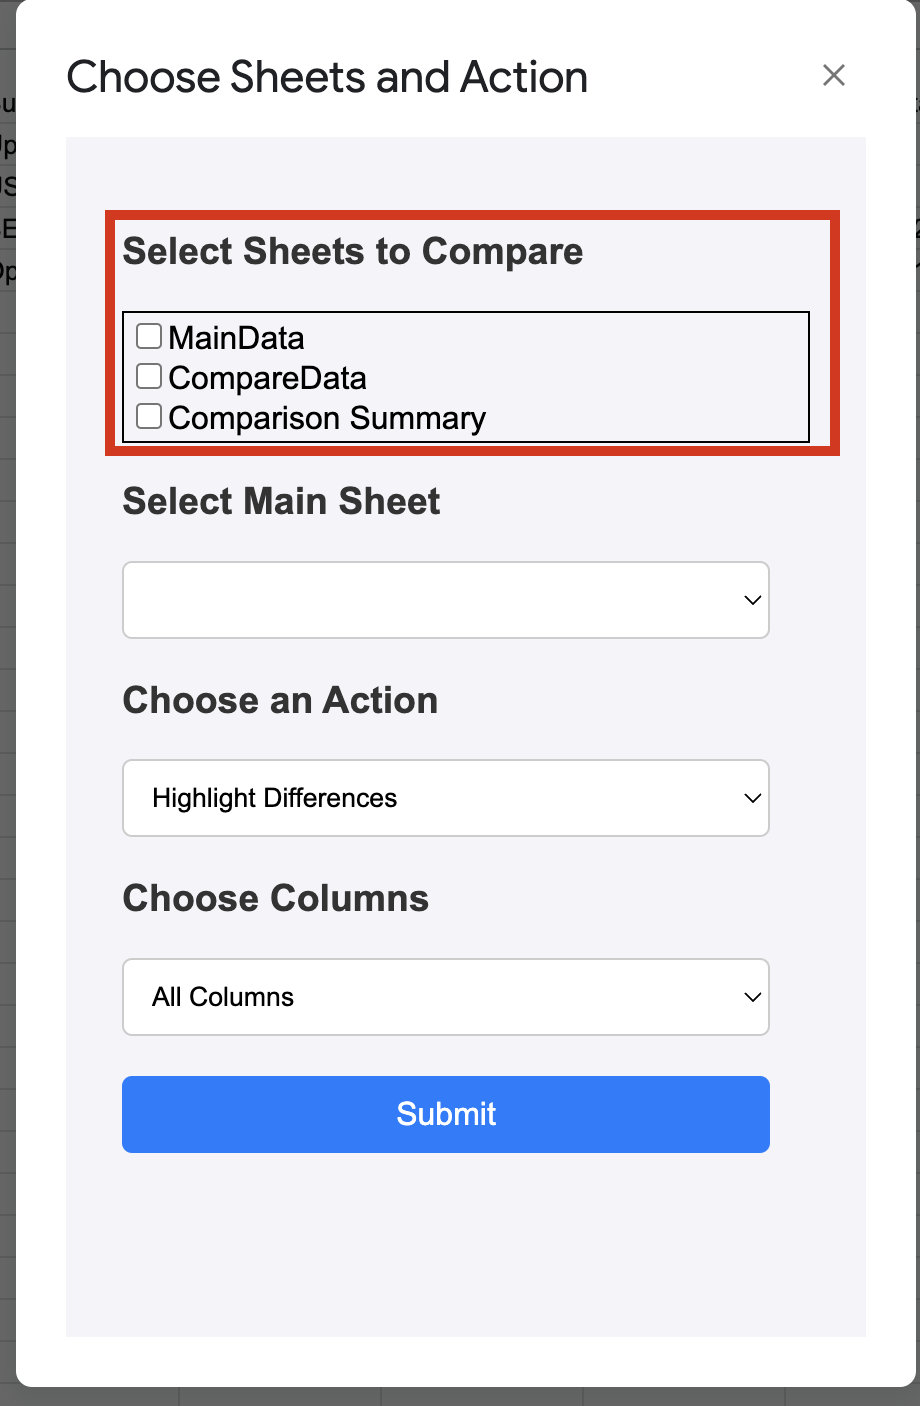 Choose Sheets and Action
Select Sheets to Compare
MainData
CompareData
Comparison Summary
Select Main Sheet
Choose an Action
Highlight Differences
Choose Columns
All Columns
Submit